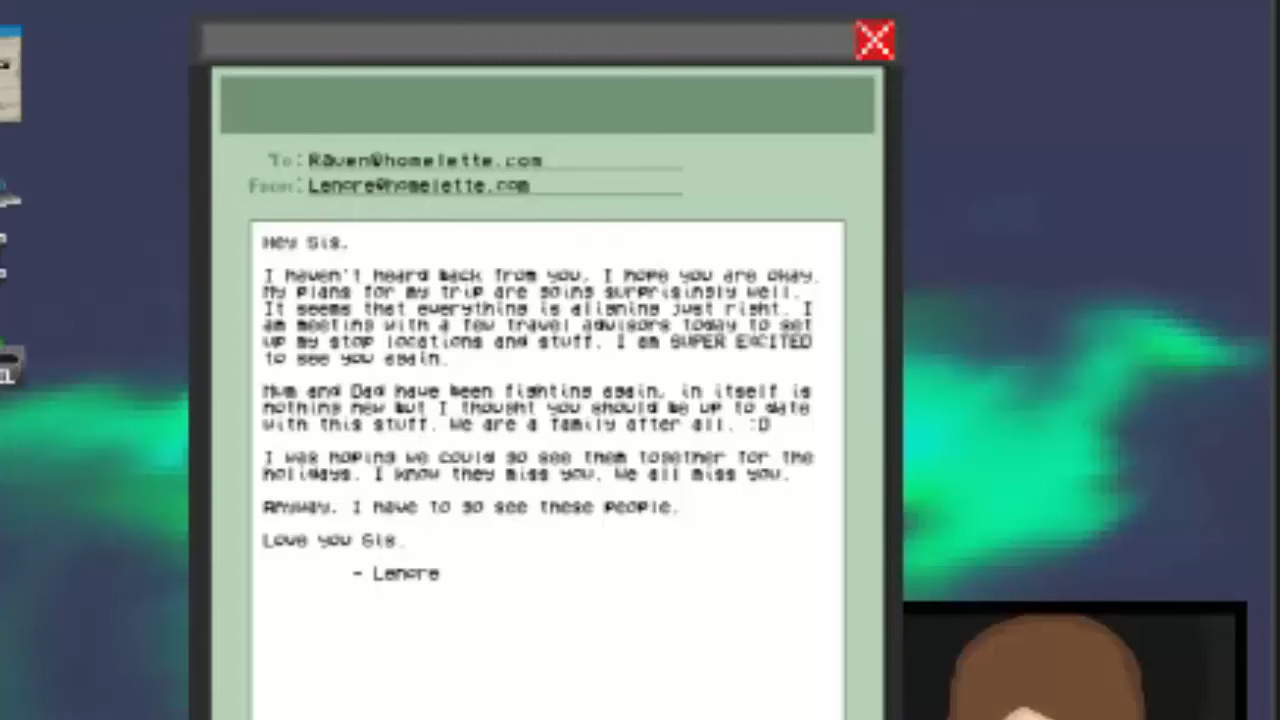 To: Raven@homelette.com
From: Lenore@homelette.com
Hey Sis,
I haven't heard back from you, I hope you are okay.
My plans for my trip are going surprisingly well.
It seems that everything is aligning just right. I
am meeting with a few travel advisors today to set
up my stop locations and stuff. I am SUPER EXCITED
to see you again.
Mum and Dad have been fighting again, in itself is
nothing new but I thought you should be up to date
with this stuff. We are a family after all. :D
I was hoping we could go see them together for the
holidays. I know they miss you. We all miss you.
Anyway, I have to go see these people.
Love you Sis.
- Lenore